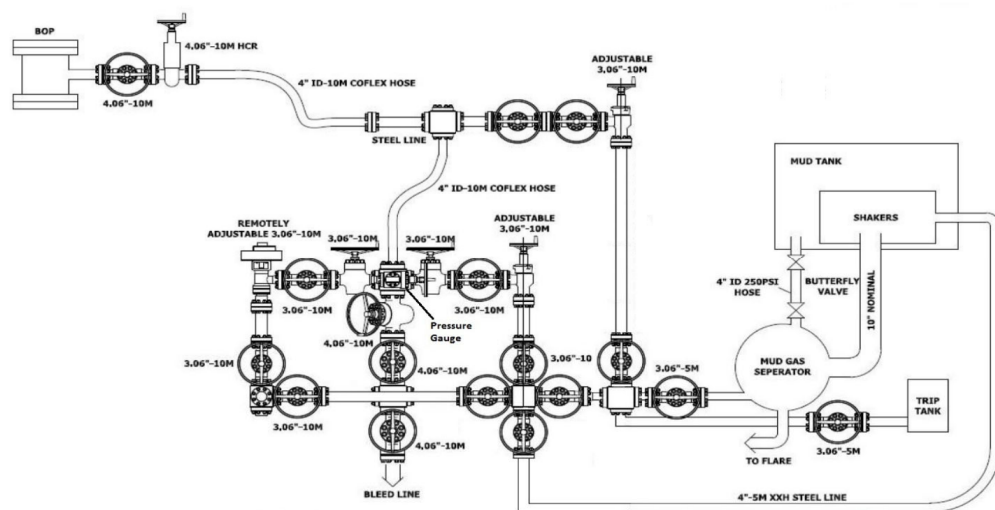 BOP
4,06"-10M HCR
4.06"-10M
4" ID-10M COFLEX HOSE
STEEL LINE
ADJUSTABLE
3,06"-10M
4" ID-10M COFLEX HOSE
MUD TANK
SHAKERS
REMOTELY
ADJUSTABLE 3.06"-10M
3,06"-10M
3.06"-10M
ADJUSTABLE
3,06"-10M
3.06"-10M
3.06"-10M
4" ID 250PSI
HOSE
BUTTERFLY
VALVE
10" NOMINAL
Pressure
Gauge
4,06"-10M
3.06"-10M
4.06"-10M
3,06"-10
3.06"-5M
MUD GAS
SEPERATOR
3,06"-10M
TRIP
TANK
4,06"-10M
TO FLARE
3.06"-5M
BLEED LINE
4"-5M XXH STEEL LINE